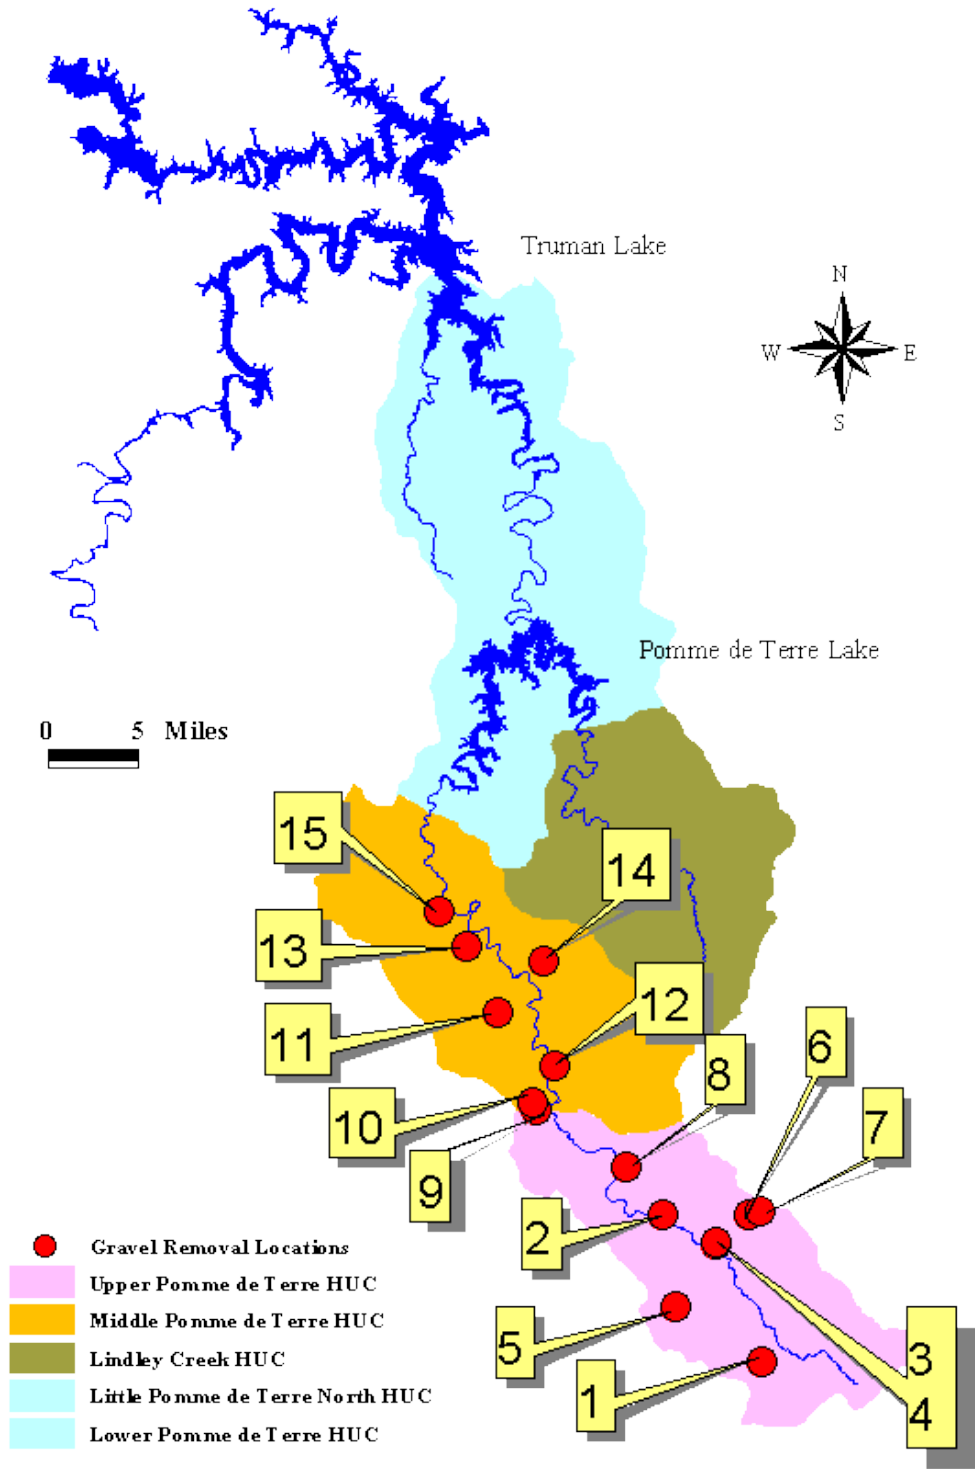 Truman Lake
N
W E
S
Pomme de Terre Lake
0 5 Miles
15
14
13
12
11
6
8
10
7
9
2
5
3
1
4
Gravel Removal Locations
Upper Pomme de Terre HUC
Middle Pomme de Terre HUC
Lindley Creek HUC
Little Pomme de Terre North HUC
Lower Pomme de Terre HUC